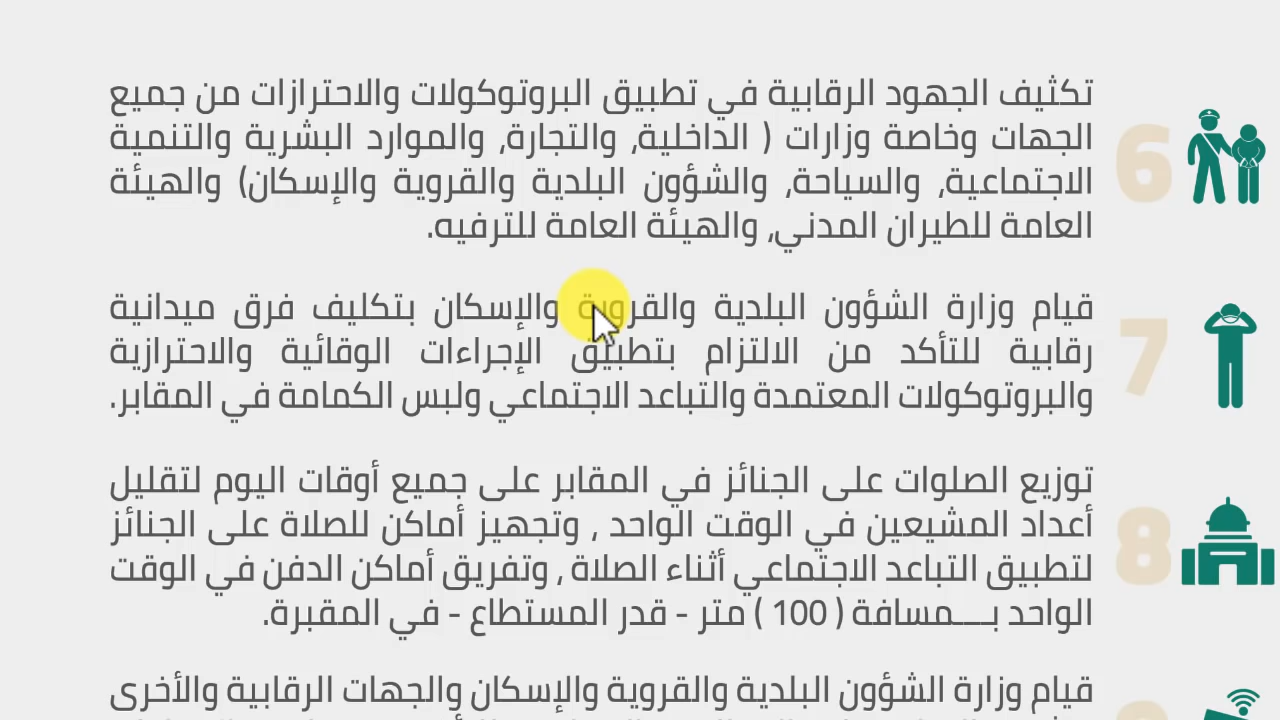 6
تكثيف الجهود الرقابية في تطبيق البروتوكولات والاحترازات من جميع
الجهات وخاصة وزارات ( الداخلية, والتجارة, والموارد البشرية والتنمية
الاجتماعية, والسياحة, والشؤون البلدية والقروية والإسكان) والهيئة
العامة للطيران المدني, والهيئة العامة للترفيه.
7
قيام وزارة الشؤون البلدية والقروية والإسكان بتكليف فرق ميدانية
رقابية للتأكد من الالتزام بتطبيق الإجراءات الوقائية والاحترازية
والبروتوكولات المعتمدة والتباعد الاجتماعي ولبس الكمامة في المقابر.
8
توزيع الصلوات على الجنائز في المقابر على جميع أوقات اليوم لتقليل
أعداد المشيعين في الوقت الواحد , وتجهيز أماكن للصلاة على الجنائز
لتطبيق التباعد الاجتماعي أثناء الصلاة , وتفريق أماكن الدفن في الوقت
الواحد بـــمسافة ( 100 ) متر - قدر المستطاع - في المقبرة.
قيام وزارة الشؤون البلدية والقروية والإسكان والجهات الرقابية والأخرى